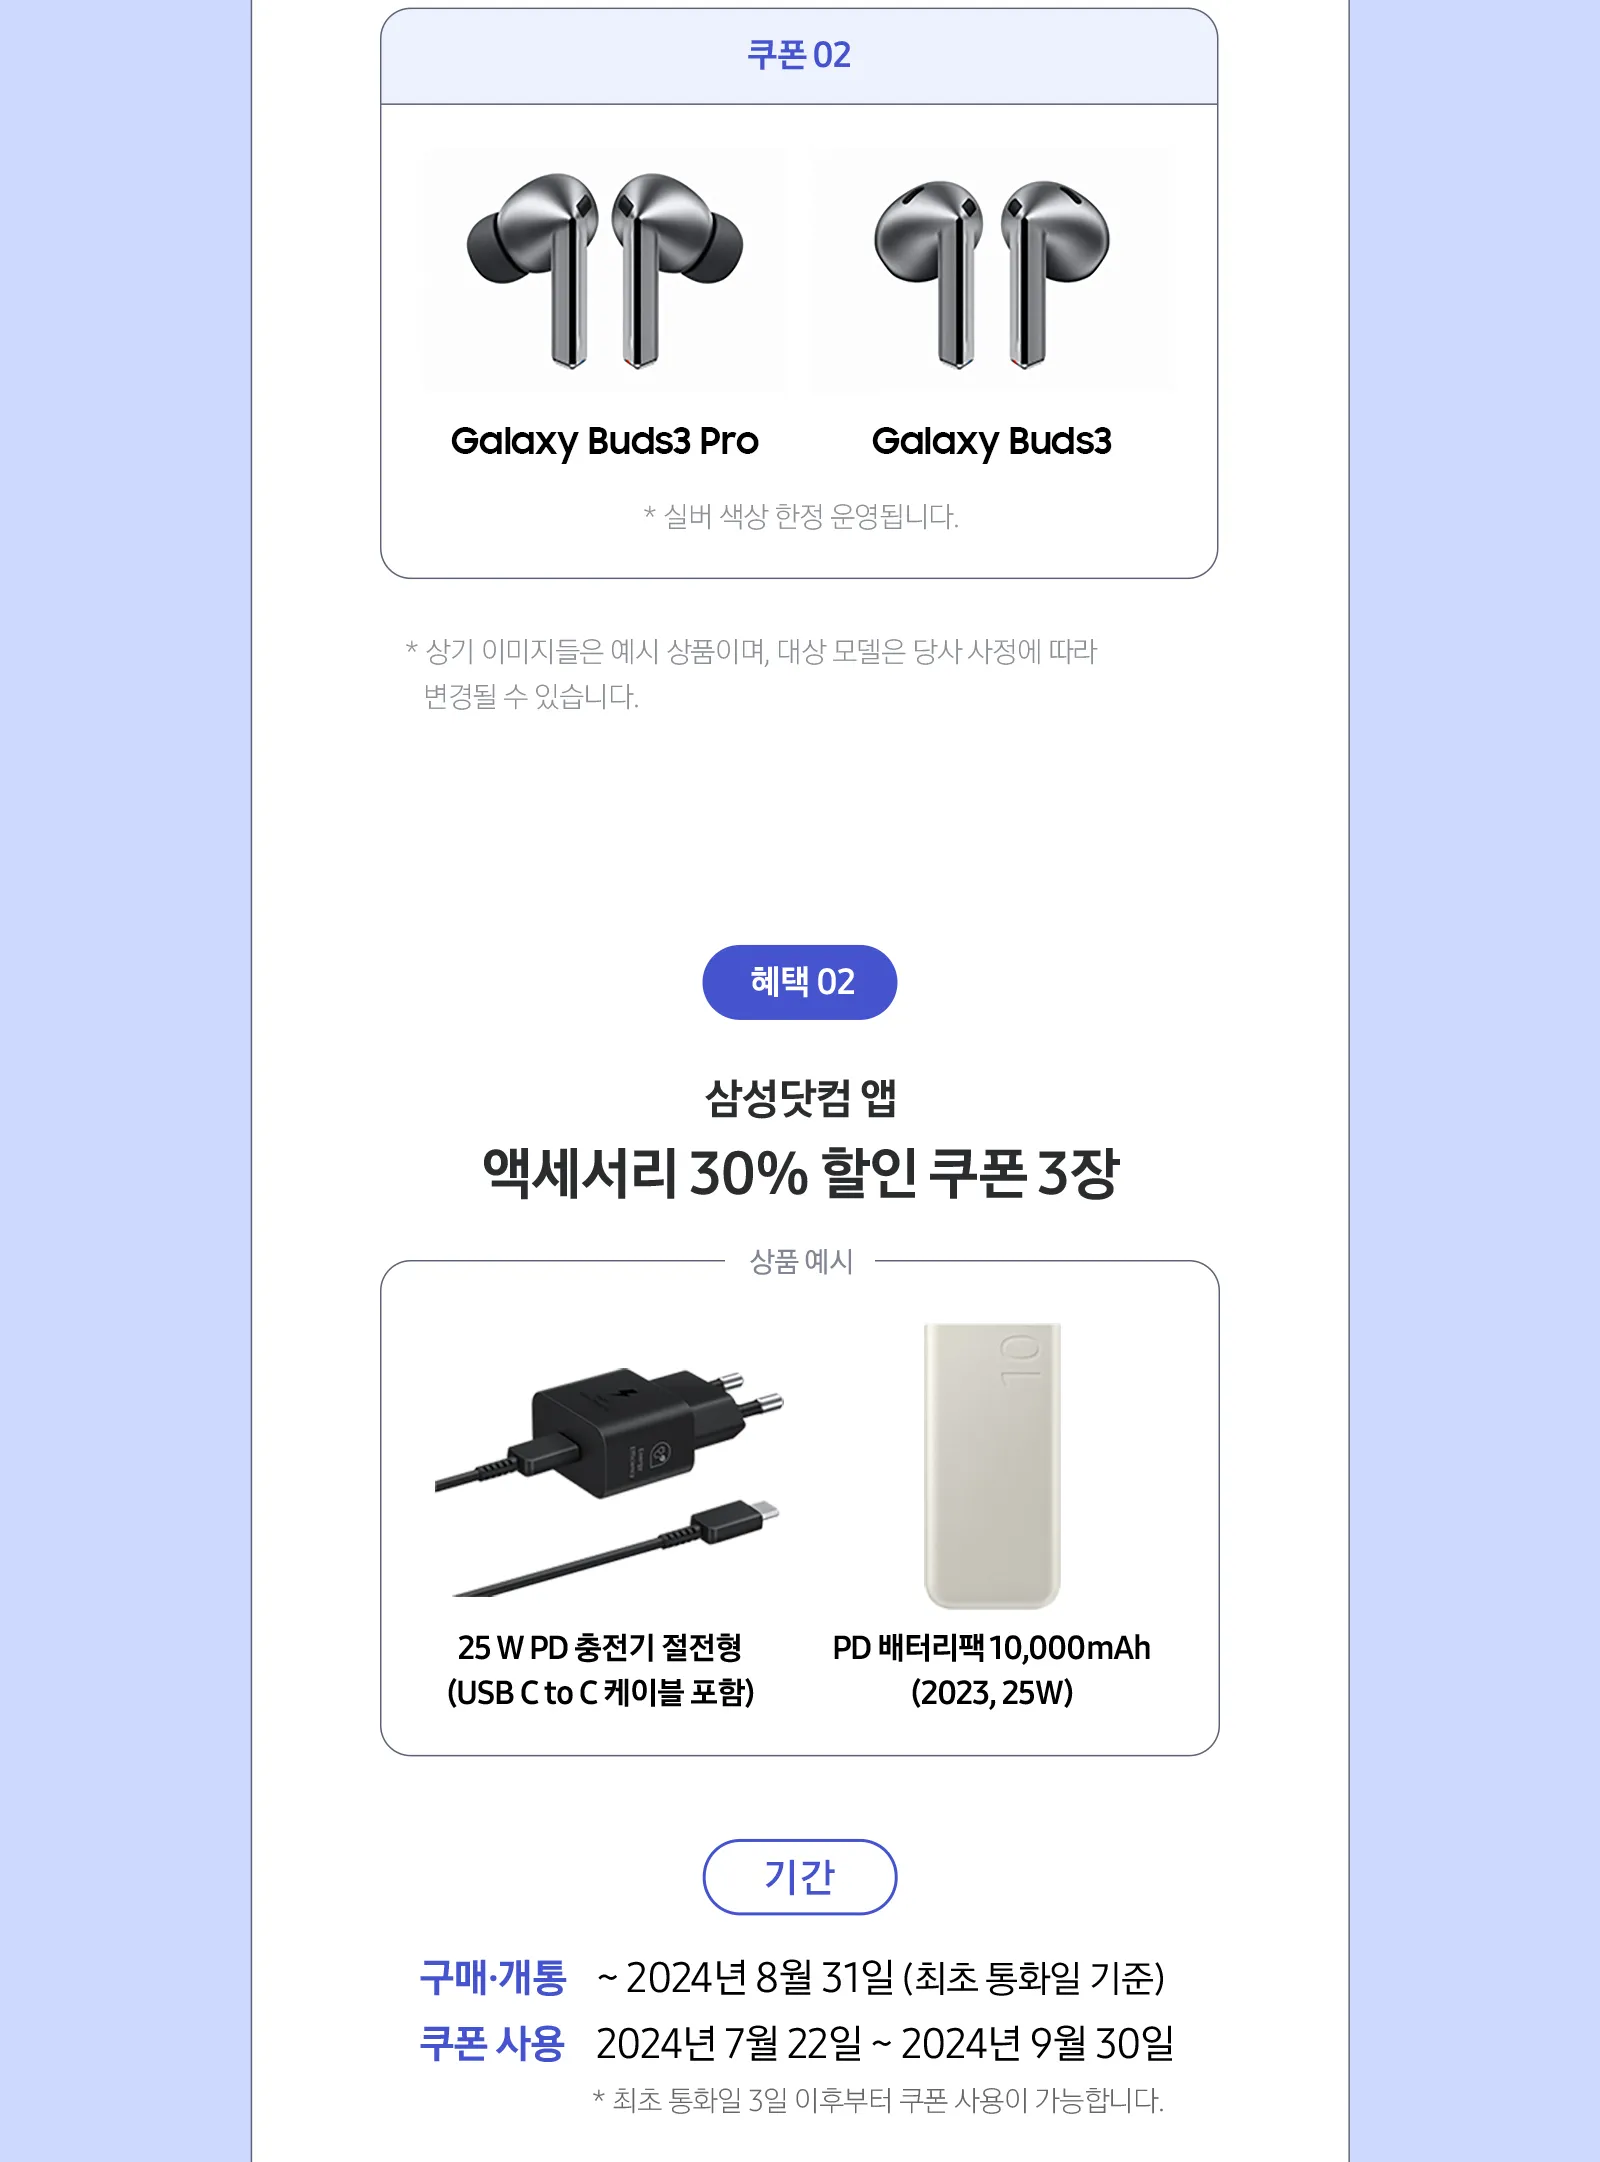 쿠폰 02
Galaxy Buds3 Pro
Galaxy Buds3
* 실버 색상 한정 운영됩니다.
* 상기 이미지들은 예시 상품이며, 대상 모델은 당사 사정에 따라
변경될 수 있습니다.
혜택 02
삼성닷컴 앱
액세서리 30% 할인 쿠폰 3장
상품 예시
10
Energy
Efficiency
25 W PD 충전기 절전형
(USB C to C 케이블 포함)
PD 배터리팩 10,000mAh
(2023, 25W)
기간
구매·개통 ~ 2024년 8월 31일 (최초 통화일 기준)
쿠폰 사용 2024년 7월 22일 ~ 2024년 9월 30일
* 최초 통화일 3일 이후부터 쿠폰 사용이 가능합니다.